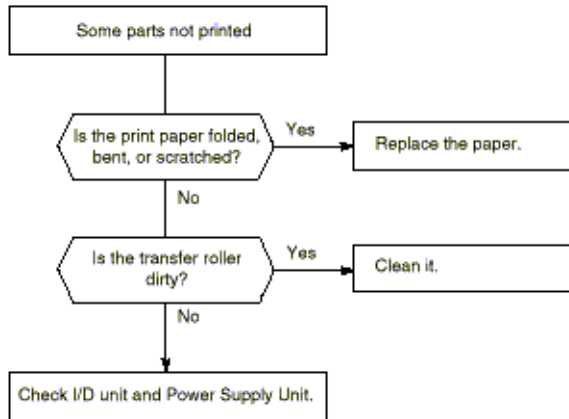 Some parts not printed
Is the print paper folded,
bent, or scratched?
Yes
Replace the paper.
No
Is the transfer roller
dirty?
Yes
Clean it.
No
Check I/D unit and Power Supply Unit.